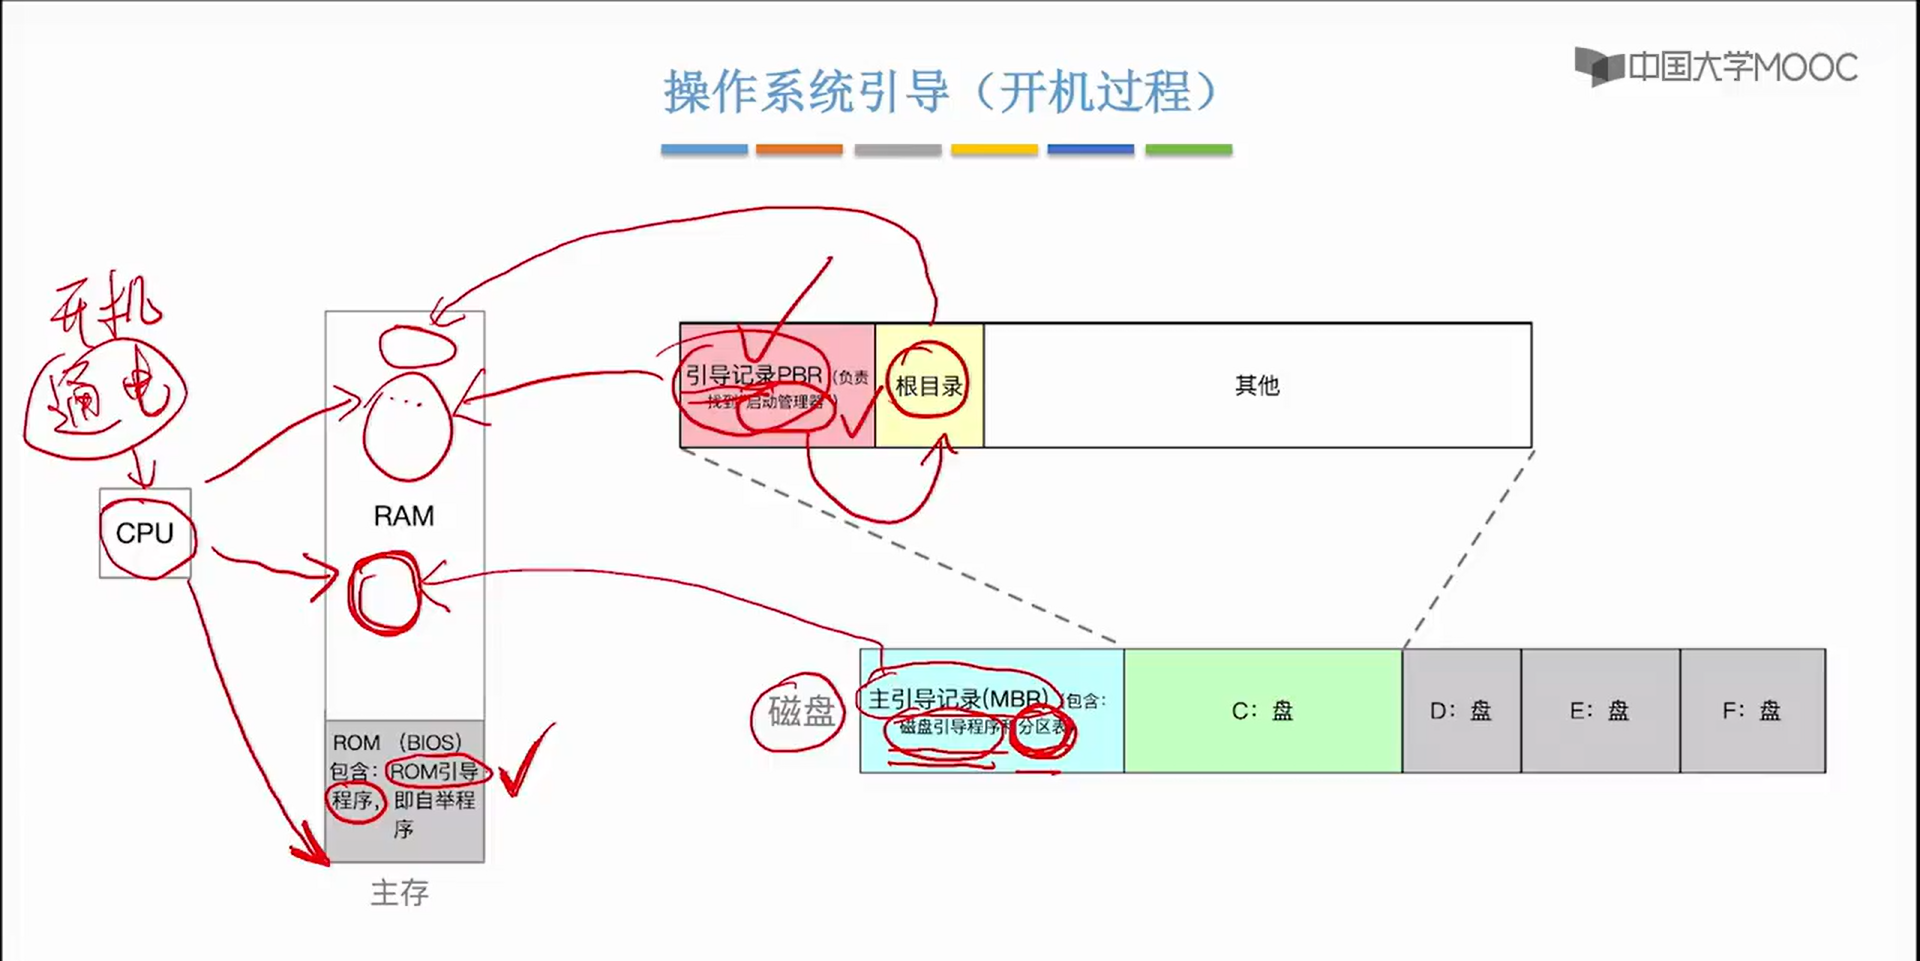 中国大学MOOC
操作系统引导（开机过程）
开机
通电
CPU
RAM
ROM （BIOS）
包含：ROM引导
程序，即自举程
序
主存
引导记录PBR（负责
找到“启动管理器”）
根目录
其他
磁盘
主引导记录(MBR)（包含：
磁盘引导程序和分区表）
C：盘
D：盘
E：盘
F：盘